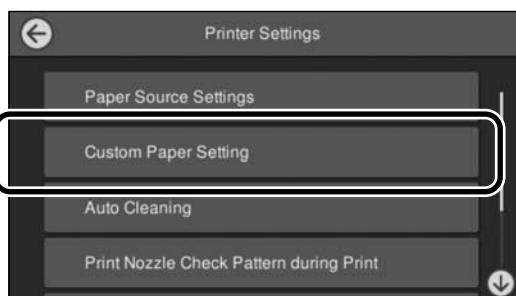 Printer Settings
Paper Source Settings
Custom Paper Setting
Auto Cleaning
Print Nozzle Check Pattern during Print